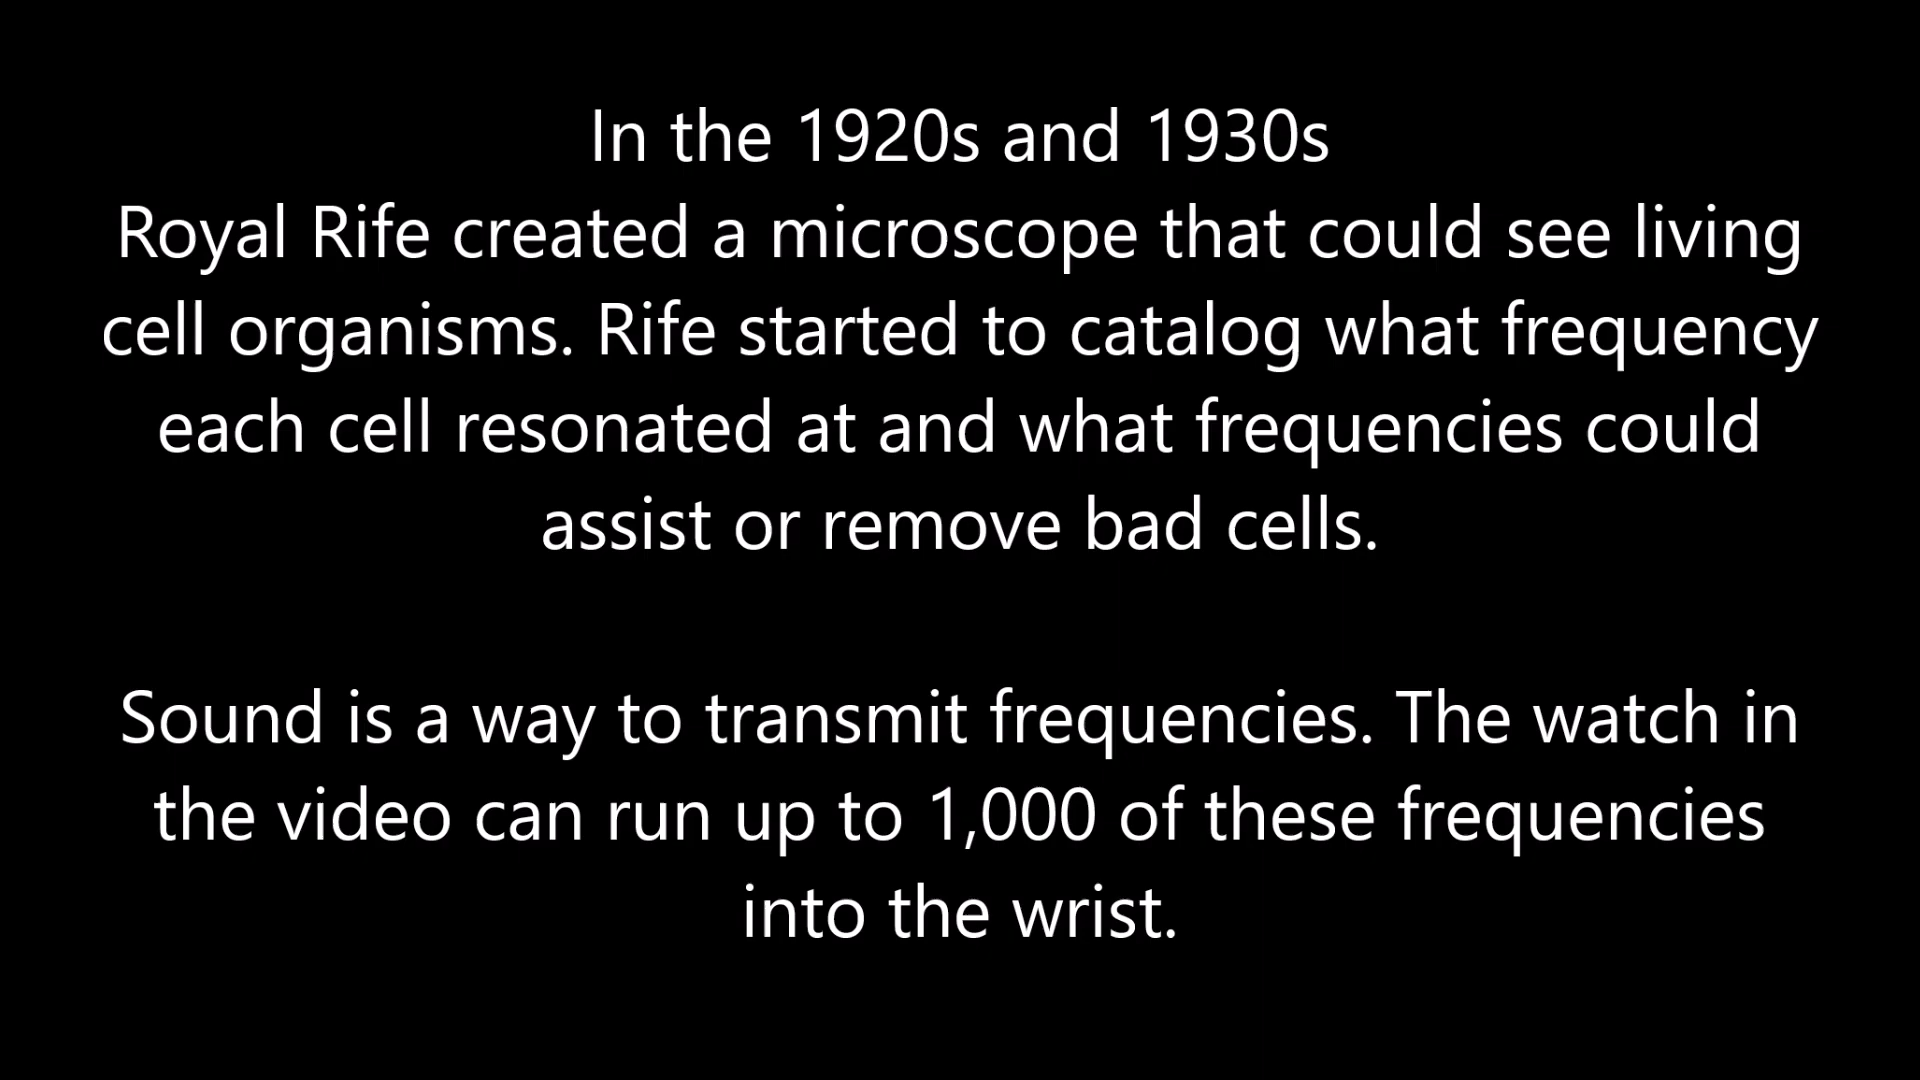 In the 1920s and 1930s
Royal Rife created a microscope that could see living
cell organisms. Rife started to catalog what frequency
each cell resonated at and what frequencies could
assist or remove bad cells.
Sound is a way to transmit frequencies. The watch in
the video can run up to 1,000 of these frequencies
into the wrist.